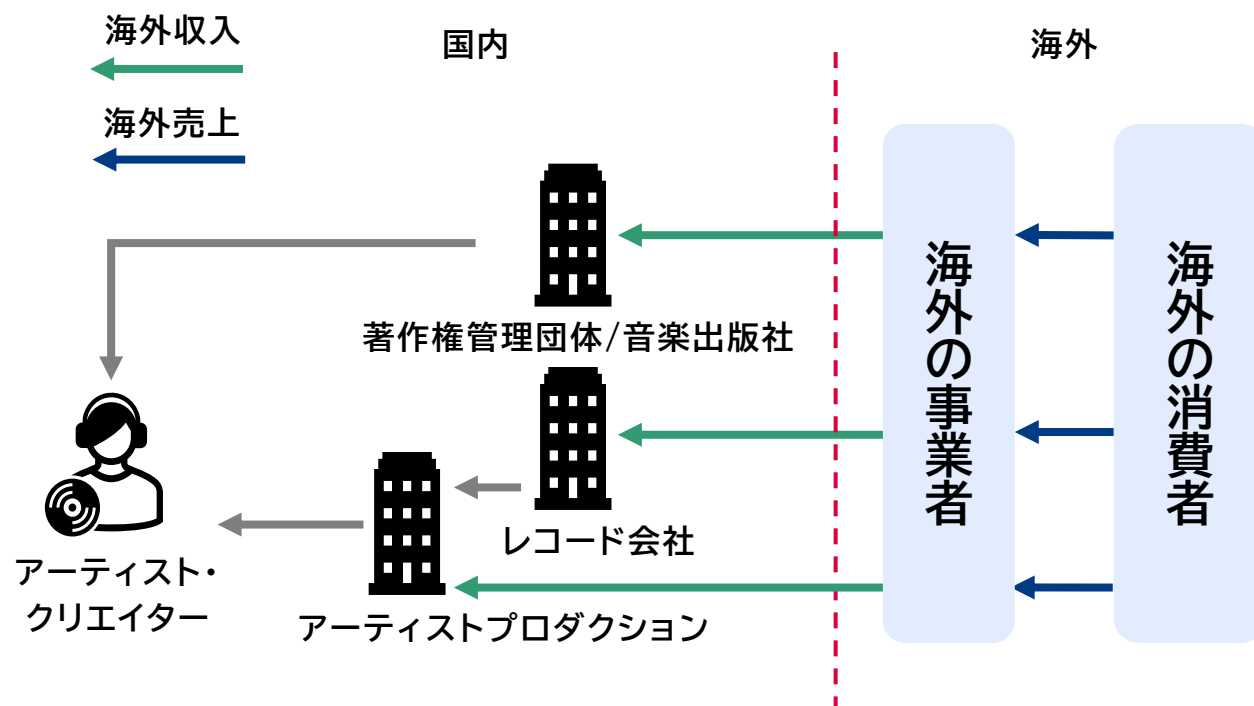 海外収入
国内
海外
海外売上
著作権管理団体/音楽出版社
海外の事業者
海外の消費者
レコード会社
アーティスト・
クリエイター
アーティストプロダクション